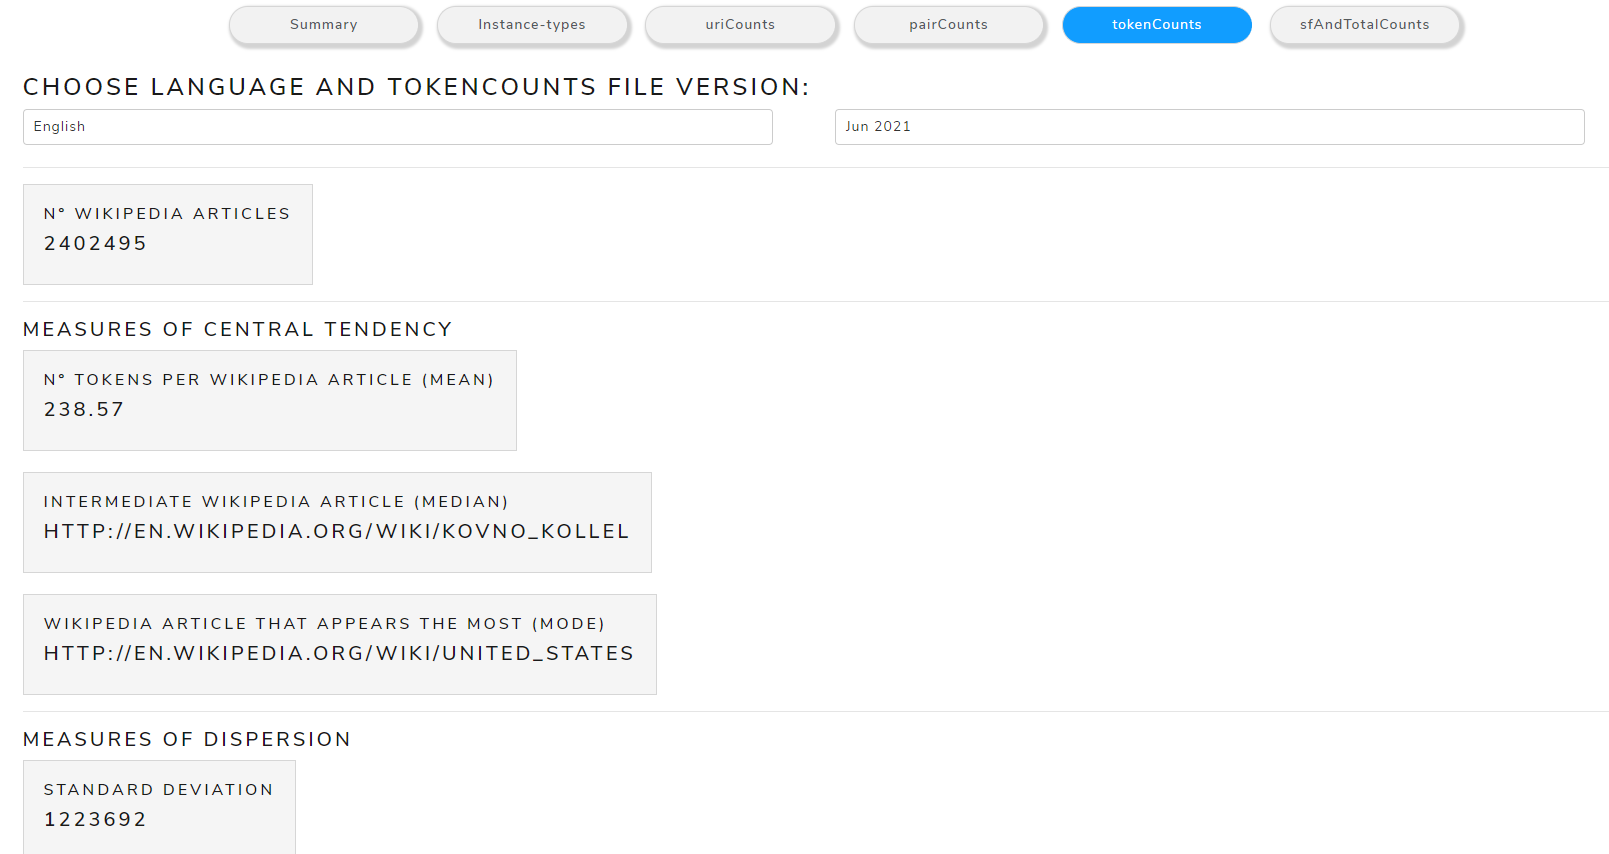 Summary
Instance-types
uriCounts
pairCounts
tokenCounts
sfAndTotalCounts
CHOOSE LANGUAGE AND TOKENCOUNTS FILE VERSION:
English
Jun 2021
N° WIKIPEDIA ARTICLES
2402495
MEASURES OF CENTRAL TENDENCY
N° TOKENS PER WIKIPEDIA ARTICLE (MEAN)
238.57
INTERMEDIATE WIKIPEDIA ARTICLE (MEDIAN)
HTTP://EN.WIKIPEDIA.ORG/WIKI/KOVNO_KOLLEL
WIKIPEDIA ARTICLE THAT APPEARS THE MOST (MODE)
HTTP://EN.WIKIPEDIA.ORG/WIKI/UNITED_STATES
MEASURES OF DISPERSION
STANDARD DEVIATION
1223692